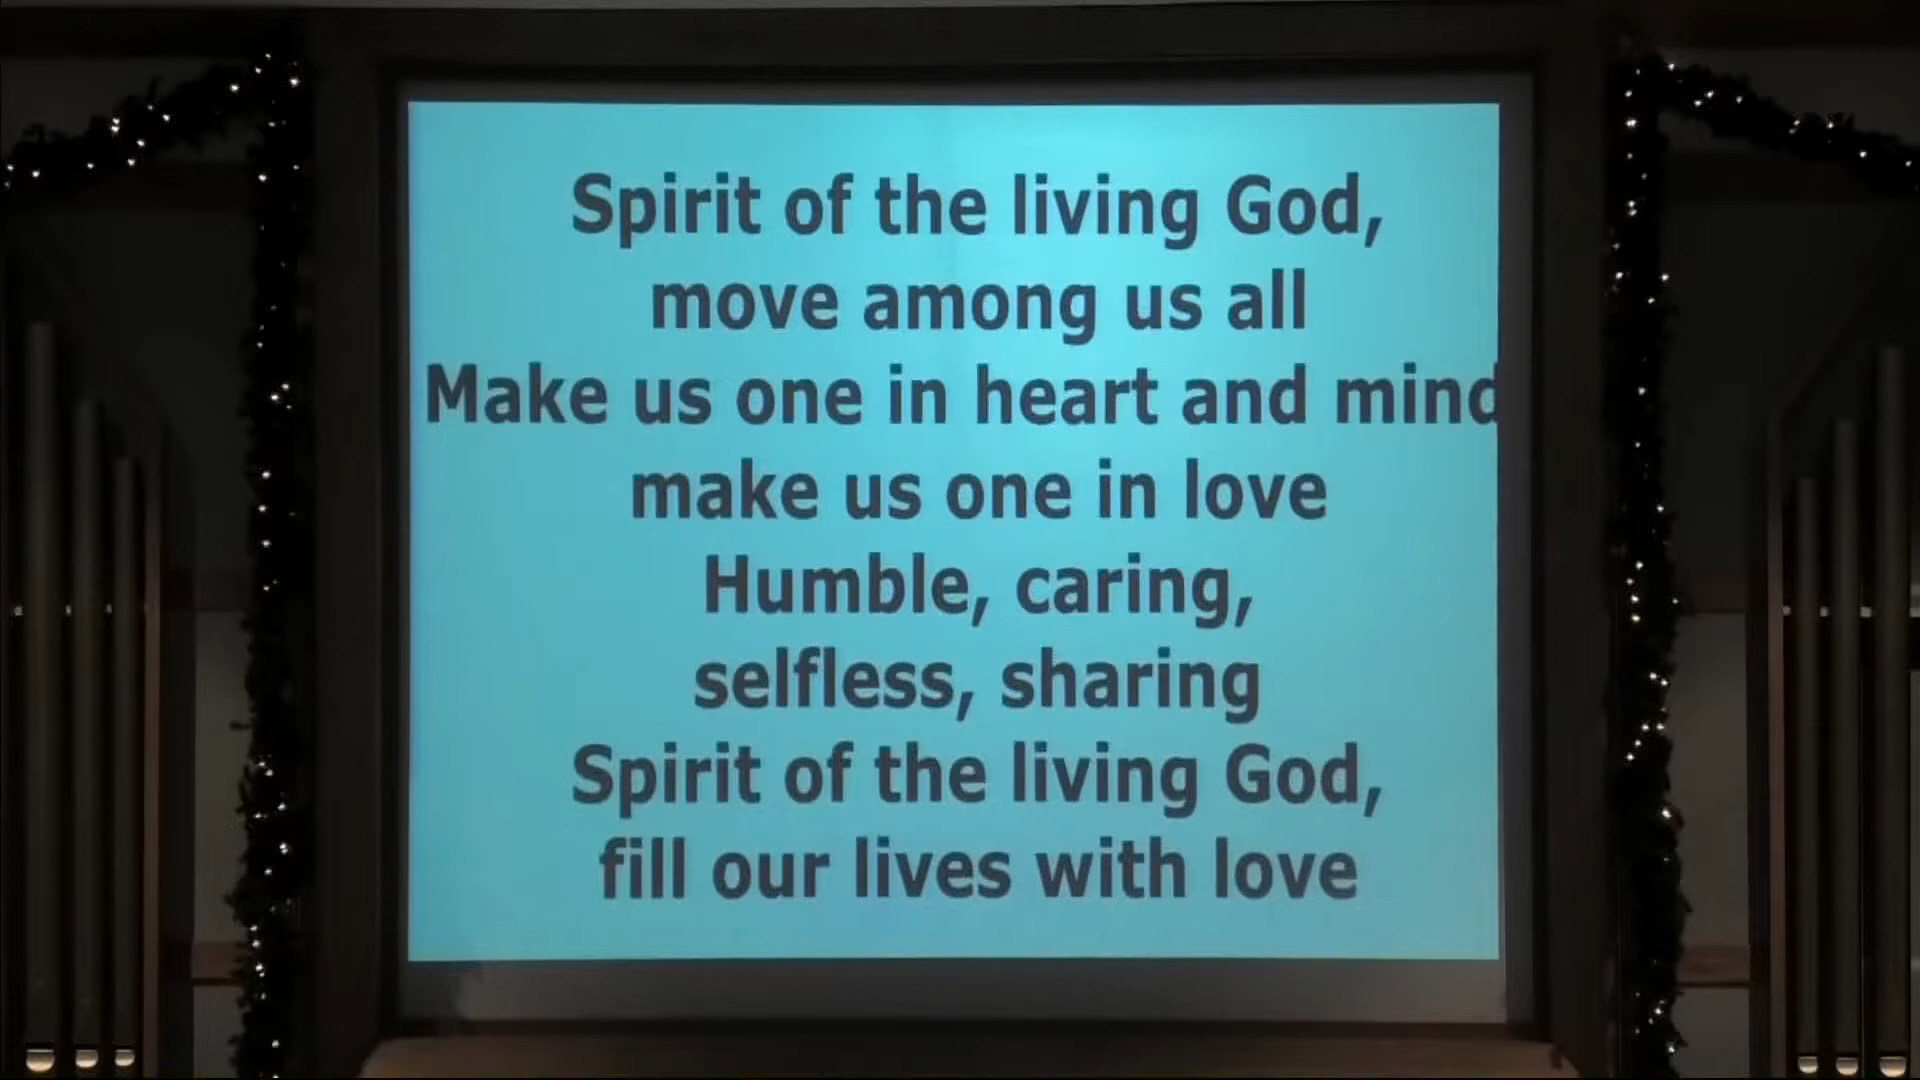 Spirit of the living God,
move among us all
Make us one in heart and mind
make us one in love
Humble, caring,
selfless, sharing
Spirit of the living God,
fill our lives with love